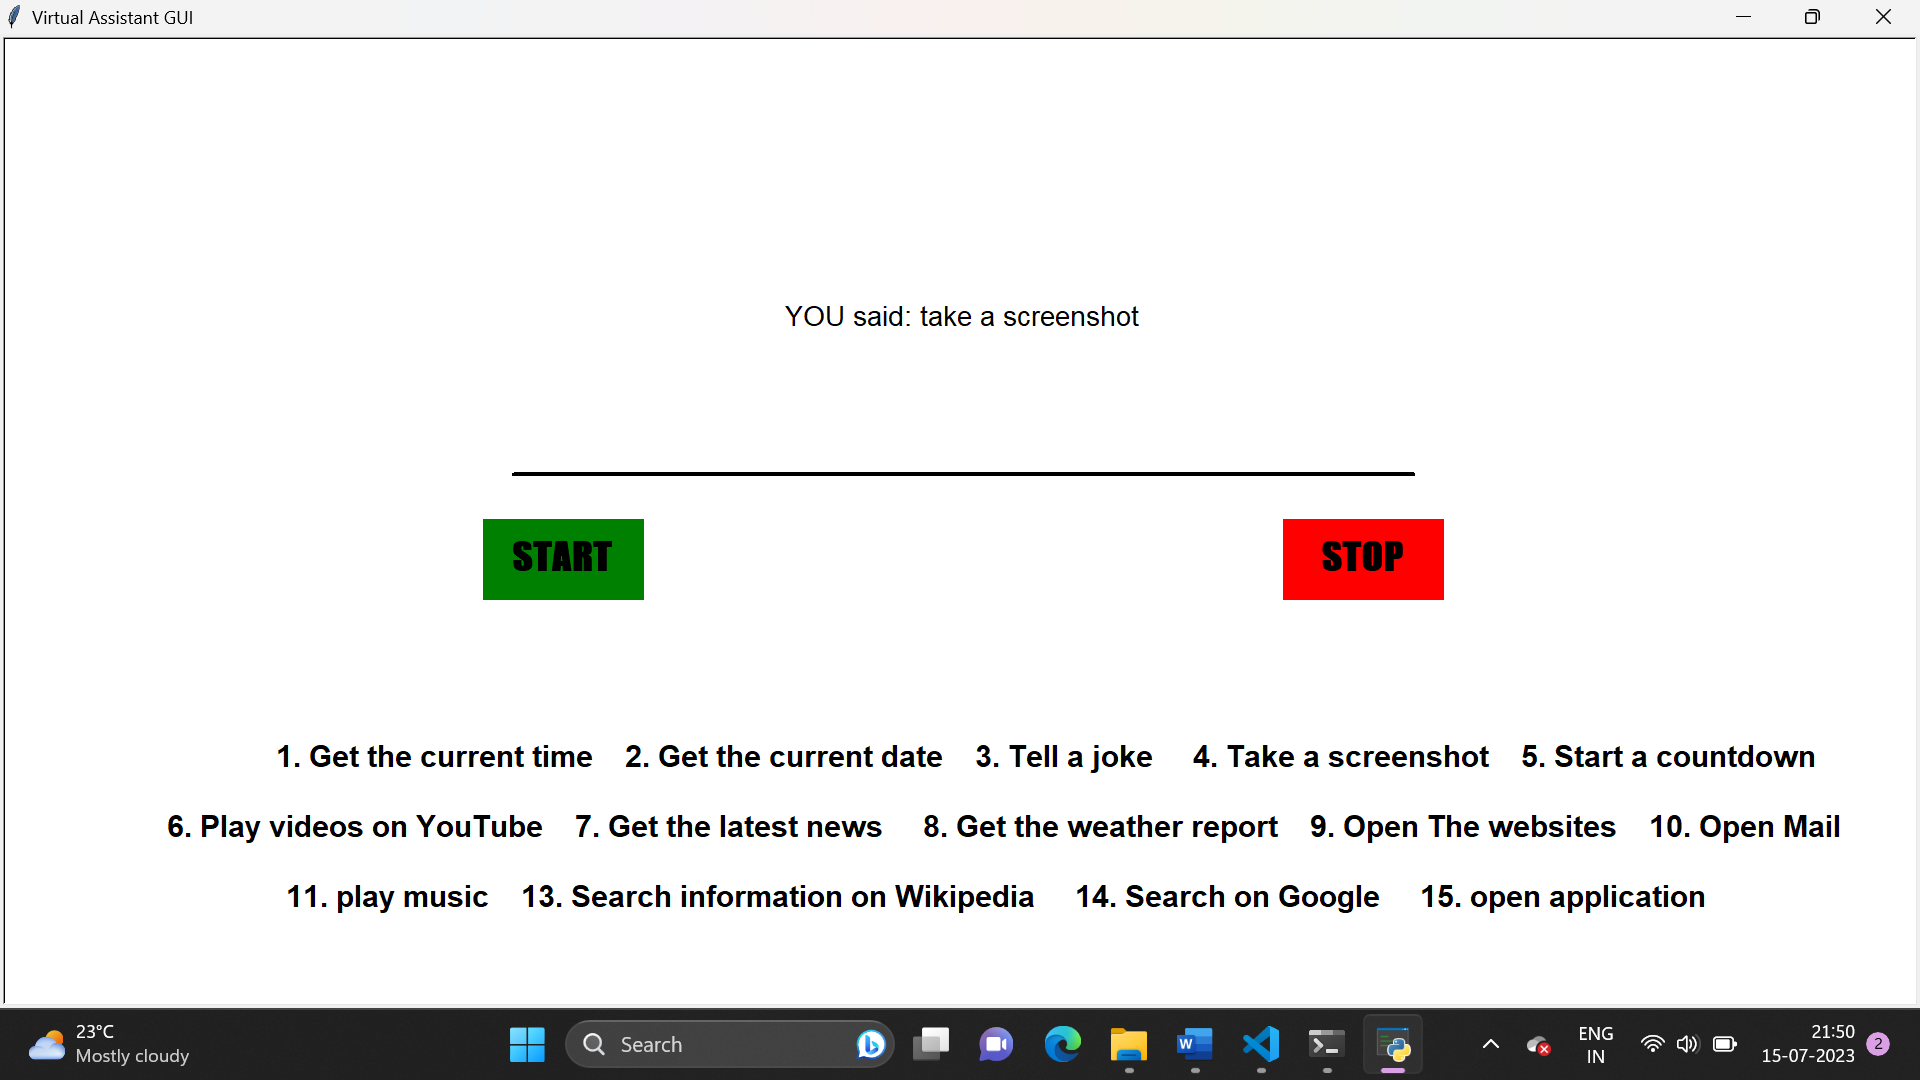 Virtual Assistant GUI
YOU said: take a screenshot
START
STOP
1. Get the current time 2. Get the current date 3. Tell a joke 4. Take a screenshot 5. Start a countdown
6. Play videos on YouTube 7. Get the latest news 8. Get the weather report 9. Open The websites 10. Open Mail
11. play music 13. Search information on Wikipedia 14. Search on Google 15. open application
23°C
Mostly cloudy
Search
W
ENG
IN
21:50
15-07-2023
2